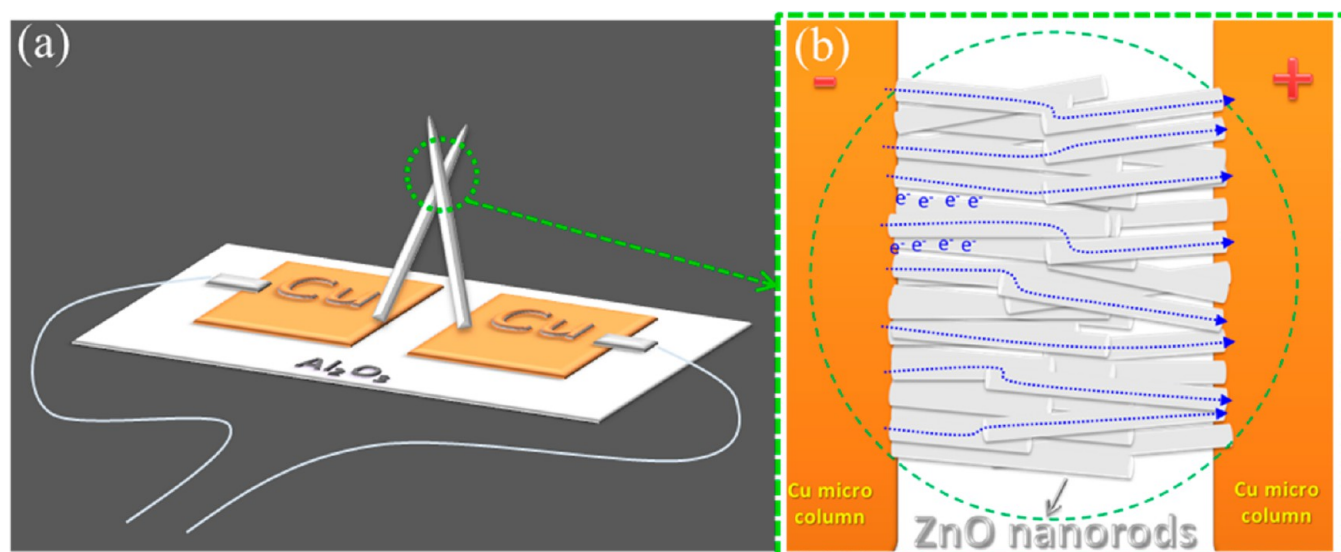 (a)
Cu
Cu
Al₂O₃
(b)
-
+
e⁻ e⁻ e⁻ e⁻
e⁻ e⁻ e⁻ e⁻
Cu micro
column
Cu micro
column
ZnO nanorods